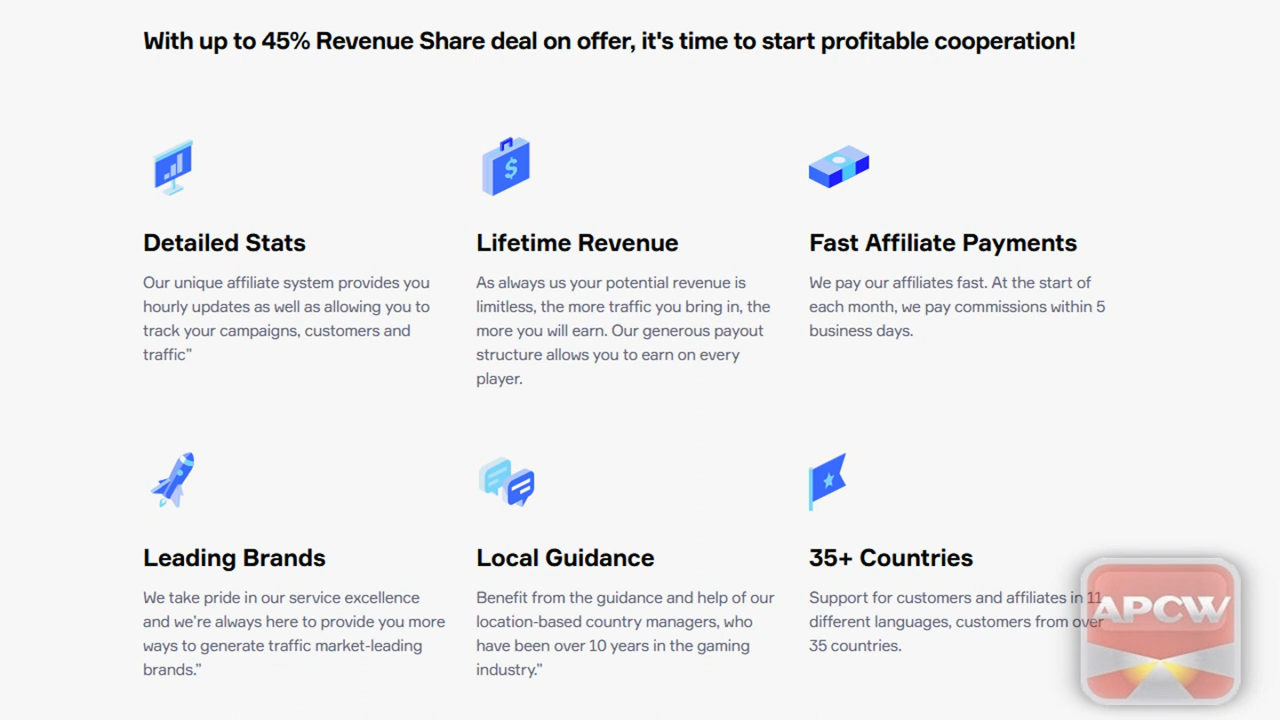 With up to 45% Revenue Share deal on offer, it's time to start profitable cooperation!
Detailed Stats
Our unique affiliate system provides you
hourly updates as well as allowing you to
track your campaigns, customers and
traffic”
Lifetime Revenue
As always us your potential revenue is
limitless, the more traffic you bring in, the
more you will earn. Our generous payout
structure allows you to earn on every
player.
Fast Affiliate Payments
We pay our affiliates fast. At the start of
each month, we pay commissions within 5
business days.
Leading Brands
We take pride in our service excellence
and we’re always here to provide you more
ways to generate traffic market-leading
brands.”
Local Guidance
Benefit from the guidance and help of our
location-based country managers, who
have been over 10 years in the gaming
industry.”
35+ Countries
Support for customers and affiliates in 11
different languages, customers from over
35 countries.
APCW
$